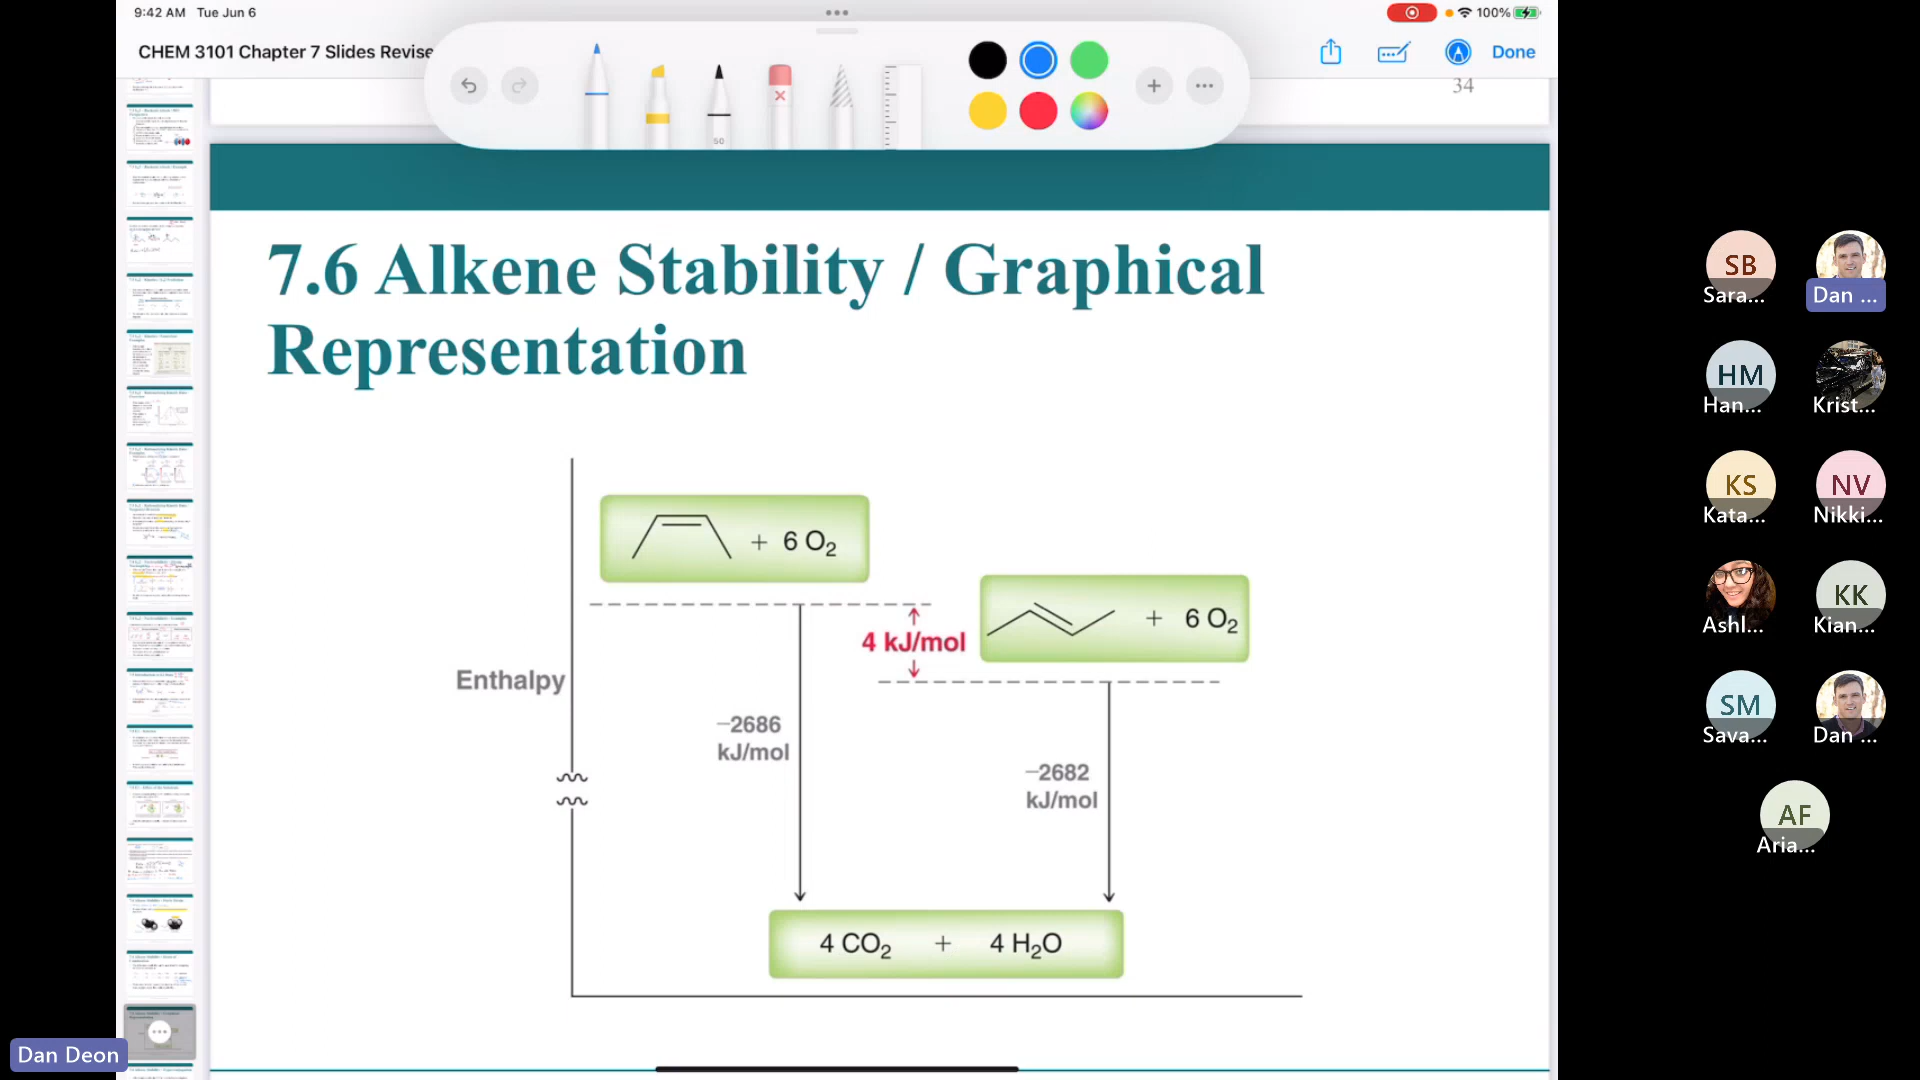 9:42 AM Tue Jun 6
100%
CHEM 3101 Chapter 7 Slides Revise
Done
50
34
7.6 Alkene Stability / Graphical
Representation
+ 6 O2
+ 6 O2
4 kJ/mol
Enthalpy
–2686
kJ/mol
–2682
kJ/mol
4 CO2 + 4 H2O
SB
Sara...
Dan ...
HM
Han...
Krist...
KS
Kata...
NV
Nikki...
Ashl...
KK
Kian...
SM
Sava...
Dan ...
AF
Aria...
Dan Deon